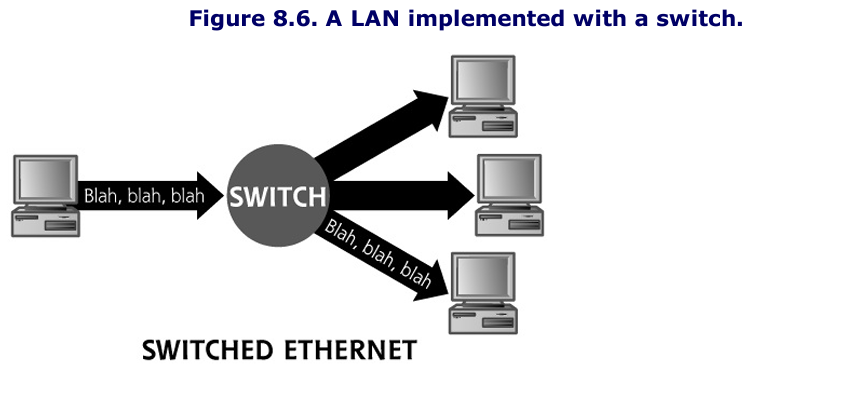 Figure 8.6. A LAN implemented with a switch.
Blah, blah, blah
SWITCH
Blah, blah, blah
SWITCHED ETHERNET